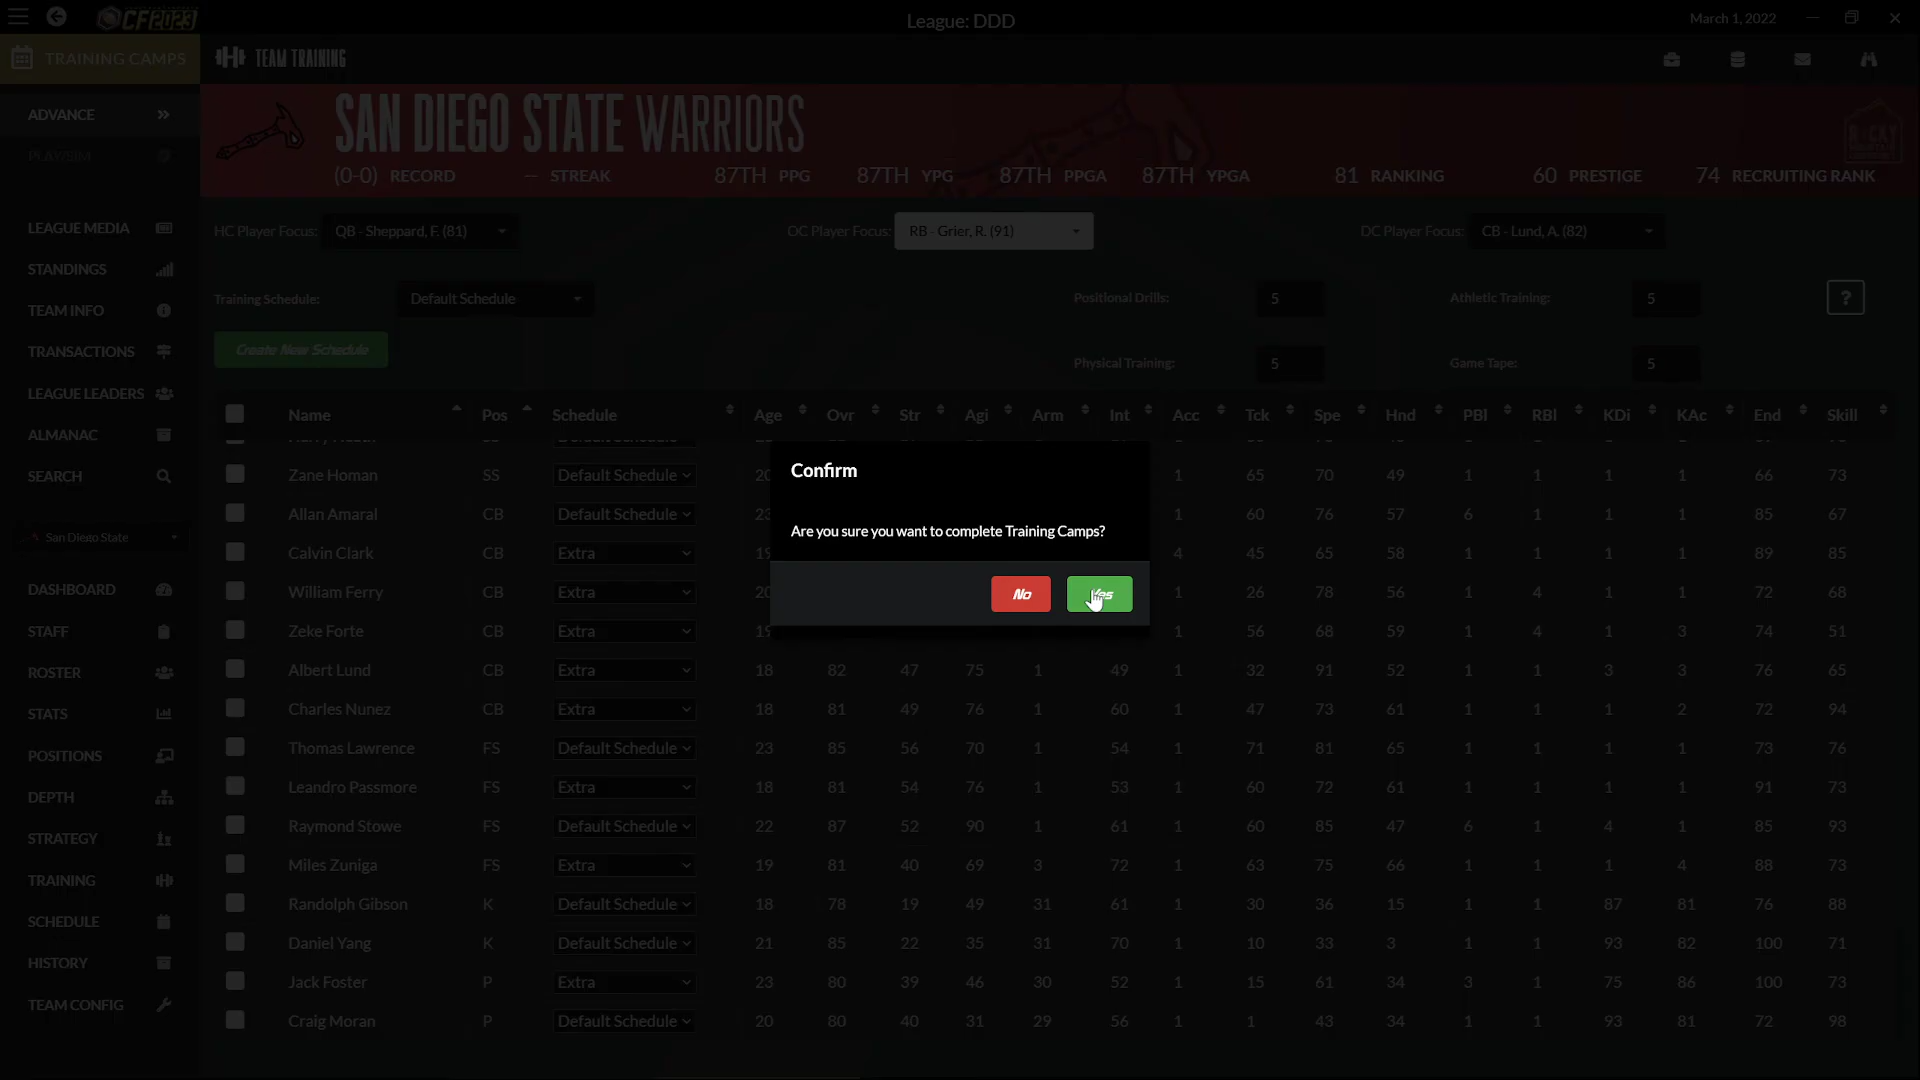 CF2023
League: DDD
March 1, 2022
TRAINING CAMPS
TEAM TRAINING
ADVANCE
PLAY/SIM
SAN DIEGO STATE WARRIORS
(0-0) RECORD — STREAK 87TH PPG 87TH YPG 87TH PPGA 87TH YPGA 81 RANKING 60 PRESTIGE 74 RECRUITING RANK
HC Player Focus: QB - Sheppard, F. (81) OC Player Focus: RB - Grier, R. (91) DC Player Focus: CB - Lund, A. (82)
Training Schedule: Default Schedule Positional Drills: 5 Athletic Training: 5 ?
Create New Schedule Physical Training: 5 Game Tape: 5
LEAGUE MEDIA
STANDINGS
TEAM INFO
TRANSACTIONS
LEAGUE LEADERS
ALMANAC
SEARCH
San Diego State
DASHBOARD
STAFF
ROSTER
STATS
POSITIONS
DEPTH
STRATEGY
TRAINING
SCHEDULE
HISTORY
TEAM CONFIG
Name Pos Schedule Age Ovr Str Agi Arm Int Acc Tck Spe Hnd PBl RBl KDi KAc End Skill
Zane Homan SS Default Schedule 20 1 65 70 49 1 1 1 1 66 73
Allan Amaral CB Default Schedule 23 1 60 76 57 6 1 1 1 85 67
Calvin Clark CB Extra 19 4 45 65 58 1 1 1 1 89 85
William Ferry CB Extra 20 1 26 78 56 1 4 1 1 72 68
Zeke Forte CB Extra 19 1 56 68 59 1 4 1 3 74 51
Albert Lund CB Extra 18 82 47 75 1 49 1 32 91 52 1 1 3 3 76 65
Charles Nunez CB Extra 18 81 49 76 1 60 1 47 73 61 1 1 1 2 72 94
Thomas Lawrence FS Default Schedule 23 85 56 70 1 54 1 71 81 65 1 1 1 1 73 76
Leandro Passmore FS Extra 18 81 54 76 1 53 1 60 72 61 1 1 1 1 91 73
Raymond Stowe FS Default Schedule 22 87 52 90 1 61 1 60 85 47 6 1 4 1 85 93
Miles Zuniga FS Extra 19 81 40 69 3 72 1 63 75 66 1 1 1 4 88 73
Randolph Gibson K Default Schedule 18 78 19 49 31 61 1 30 36 15 1 1 87 81 76 88
Daniel Yang K Default Schedule 21 85 22 35 31 70 1 10 33 3 1 1 93 82 100 71
Jack Foster P Extra 23 80 39 46 30 52 1 15 61 34 3 1 75 86 100 73
Craig Moran P Default Schedule 20 80 40 31 29 56 1 1 43 34 1 1 93 81 72 98
Confirm
Are you sure you want to complete Training Camps?
No Yes